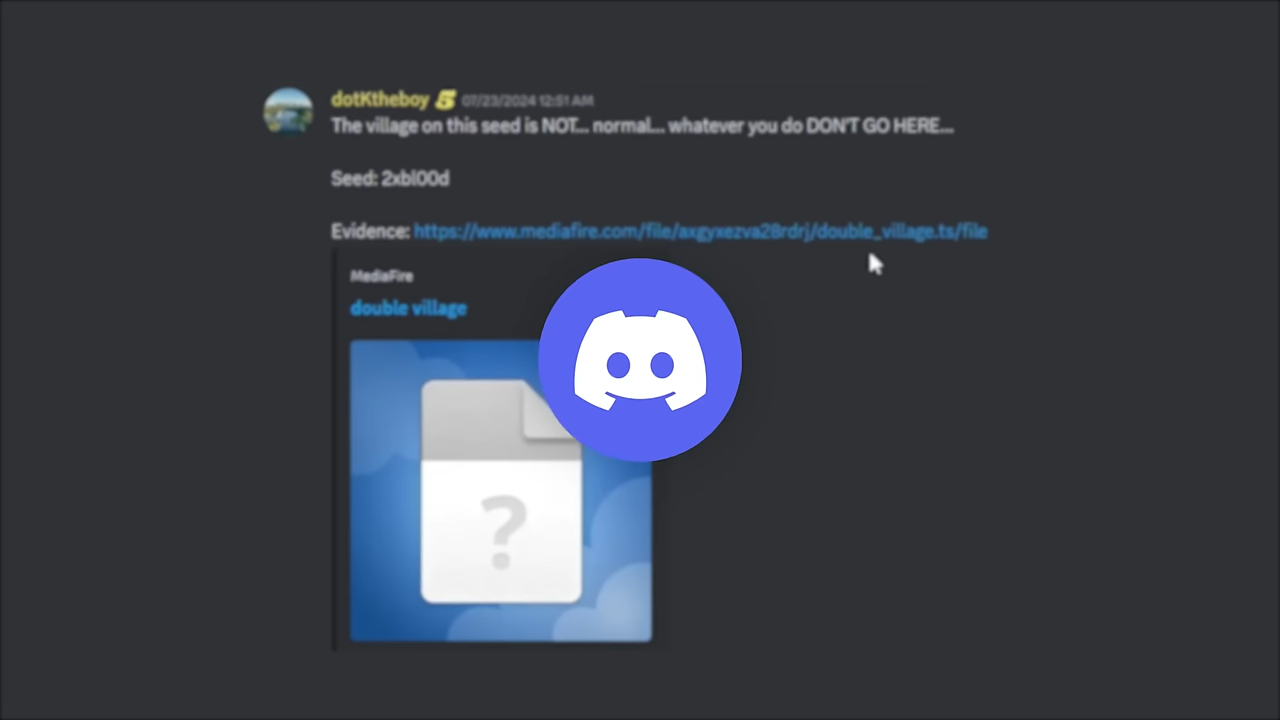 dotKtheboy 07/23/2024 12:51 AM
The village on this seed is NOT... normal... whatever you do DON'T GO HERE...
Seed: 2xbl00d
Evidence: https://www.mediafire.com/file/axgyxezva28rdrj/double_village.ts/file
MediaFire
double village
?